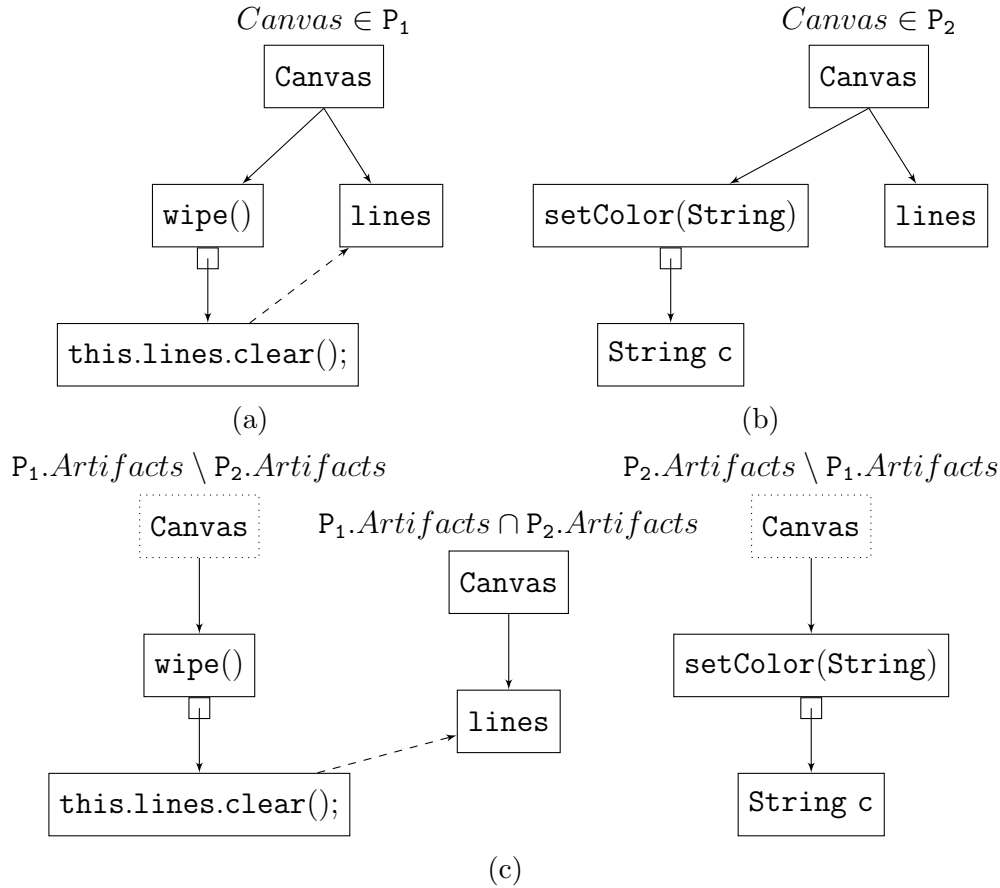 Canvas ∈ P₁
Canvas
wipe()
lines
this.lines.clear();
(a)
Canvas ∈ P₂
Canvas
setColor(String)
lines
String c
(b)
P₁.Artifacts \ P₂.Artifacts
Canvas
wipe()
this.lines.clear();
P₁.Artifacts ∩ P₂.Artifacts
Canvas
lines
P₂.Artifacts \ P₁.Artifacts
Canvas
setColor(String)
String c
(c)